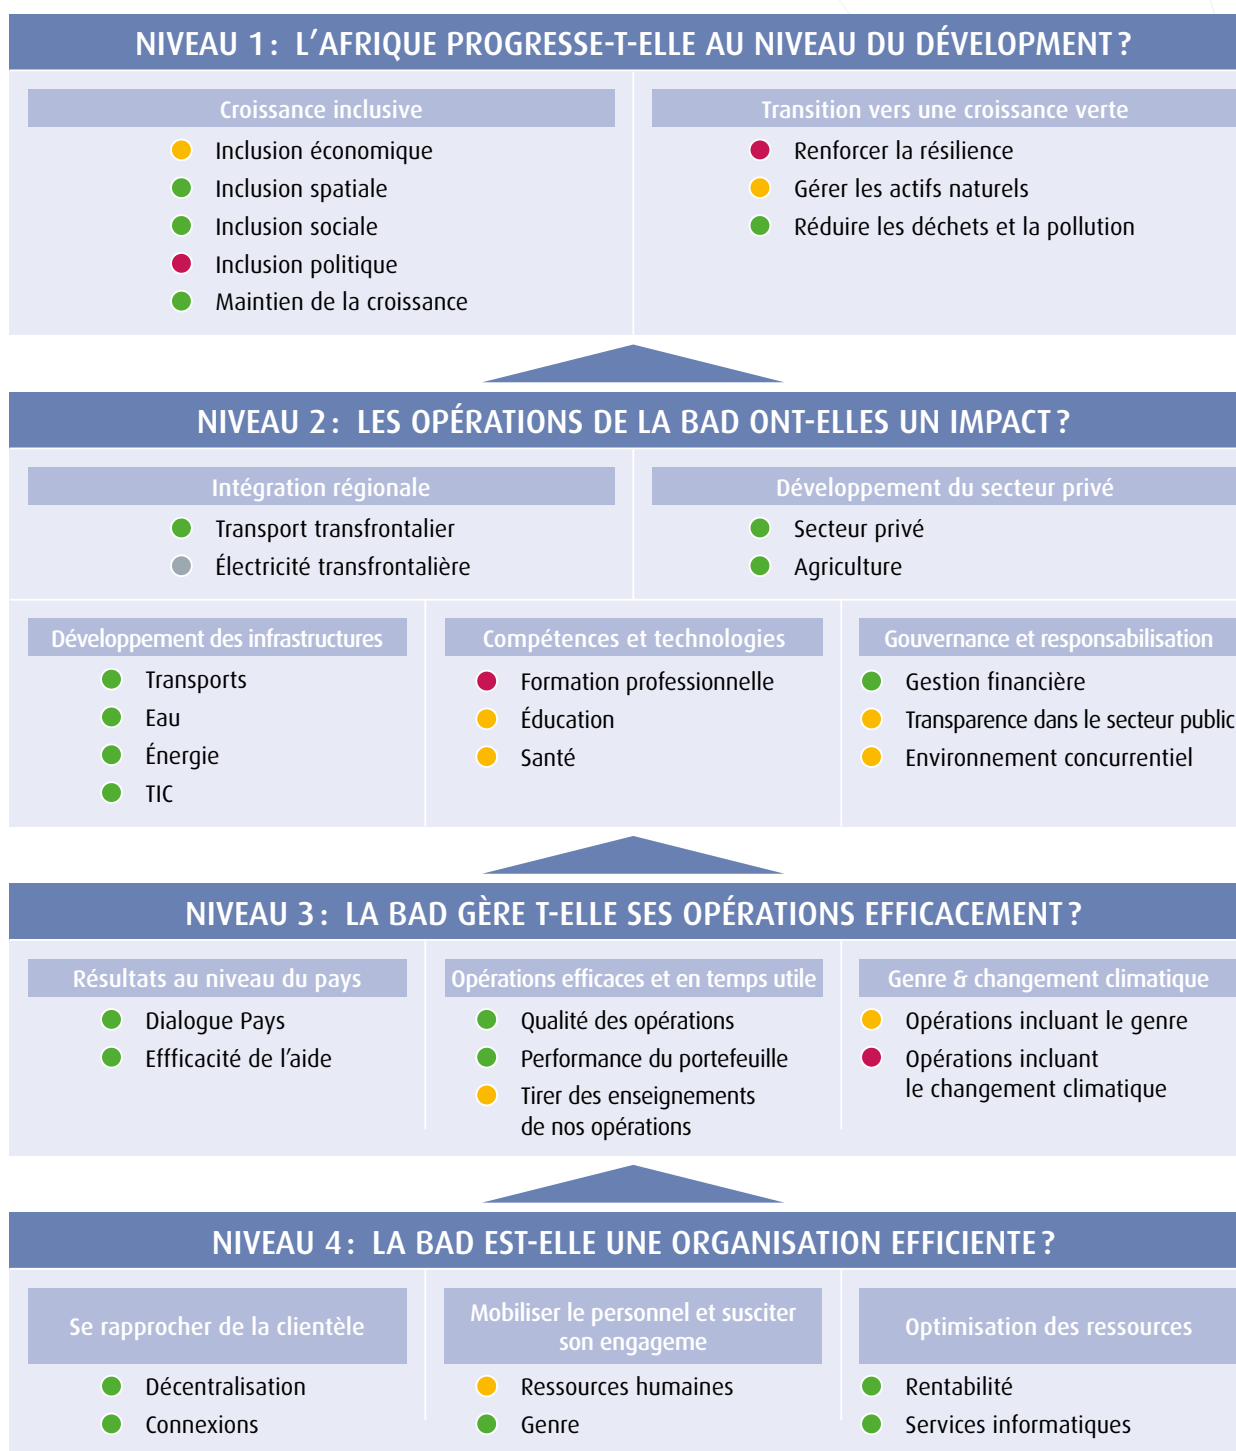 NIVEAU 1 : L'AFRIQUE PROGRESSE-T-ELLE AU NIVEAU DU DÉVELOPMENT ?
Croissance inclusive
Inclusion économique
Inclusion spatiale
Inclusion sociale
Inclusion politique
Maintien de la croissance
Transition vers une croissance verte
Renforcer la résilience
Gérer les actifs naturels
Réduire les déchets et la pollution
NIVEAU 2 : LES OPÉRATIONS DE LA BAD ONT-ELLES UN IMPACT ?
Intégration régionale
Transport transfrontalier
Électricité transfrontalière
Développement du secteur privé
Secteur privé
Agriculture
Développement des infrastructures
Transports
Eau
Énergie
TIC
Compétences et technologies
Formation professionnelle
Éducation
Santé
Gouvernance et responsabilisation
Gestion financière
Transparence dans le secteur public
Environnement concurrentiel
NIVEAU 3 : LA BAD GÈRE T-ELLE SES OPÉRATIONS EFFICACEMENT ?
Résultats au niveau du pays
Dialogue Pays
Effficacité de l'aide
Opérations efficaces et en temps utile
Qualité des opérations
Performance du portefeuille
Tirer des enseignements
de nos opérations
Genre & changement climatique
Opérations incluant le genre
Opérations incluant
le changement climatique
NIVEAU 4 : LA BAD EST-ELLE UNE ORGANISATION EFFICIENTE ?
Se rapprocher de la clientèle
Décentralisation
Connexions
Mobiliser le personnel et susciter
son engageme
Ressources humaines
Genre
Optimisation des ressources
Rentabilité
Services informatiques